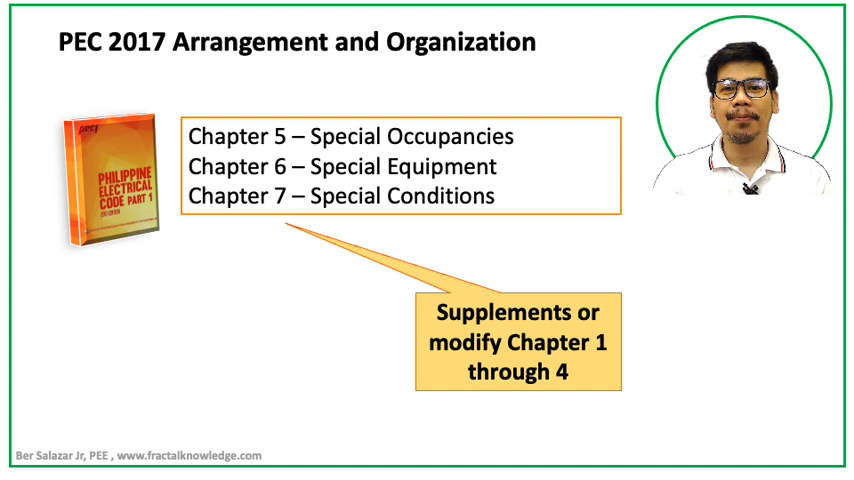 PEC 2017 Arrangement and Organization
PHILIPPINE
ELECTRICAL
CODE PART 1
Chapter 5 – Special Occupancies
Chapter 6 – Special Equipment
Chapter 7 – Special Conditions
Supplements or
modify Chapter 1
through 4
Ber Salazar Jr, PEE , www.fractalknowledge.com